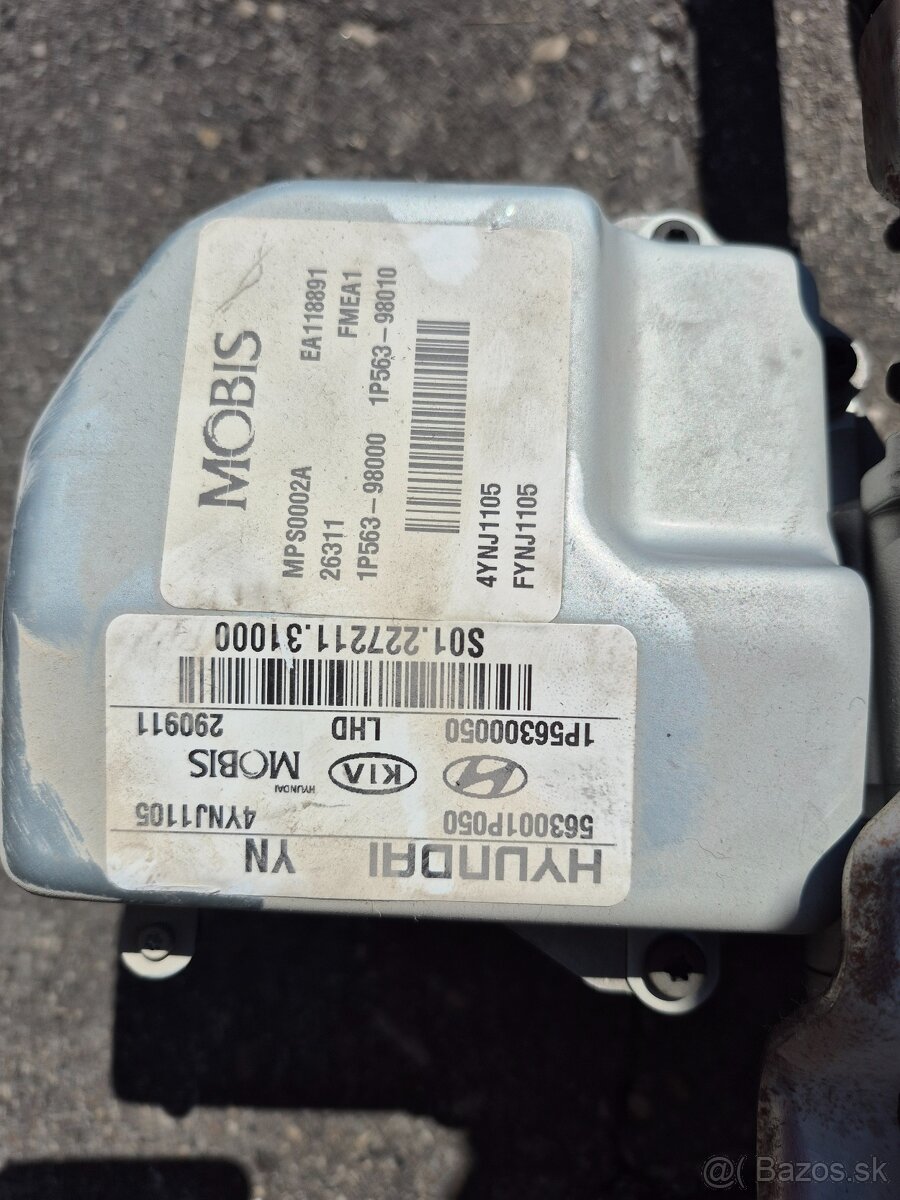 MOBIS
MPS0002A EA118891
26311 FMEA1
1P563-98000 1P563-98010
4YNJ1105
FYNJ1105
HYUNDAI YN
563001P050 4YNJ1105
KIA HYUNDAI MOBIS
1P56300050 LHD 290911
S01.227211.31000
@( Bazos.sk